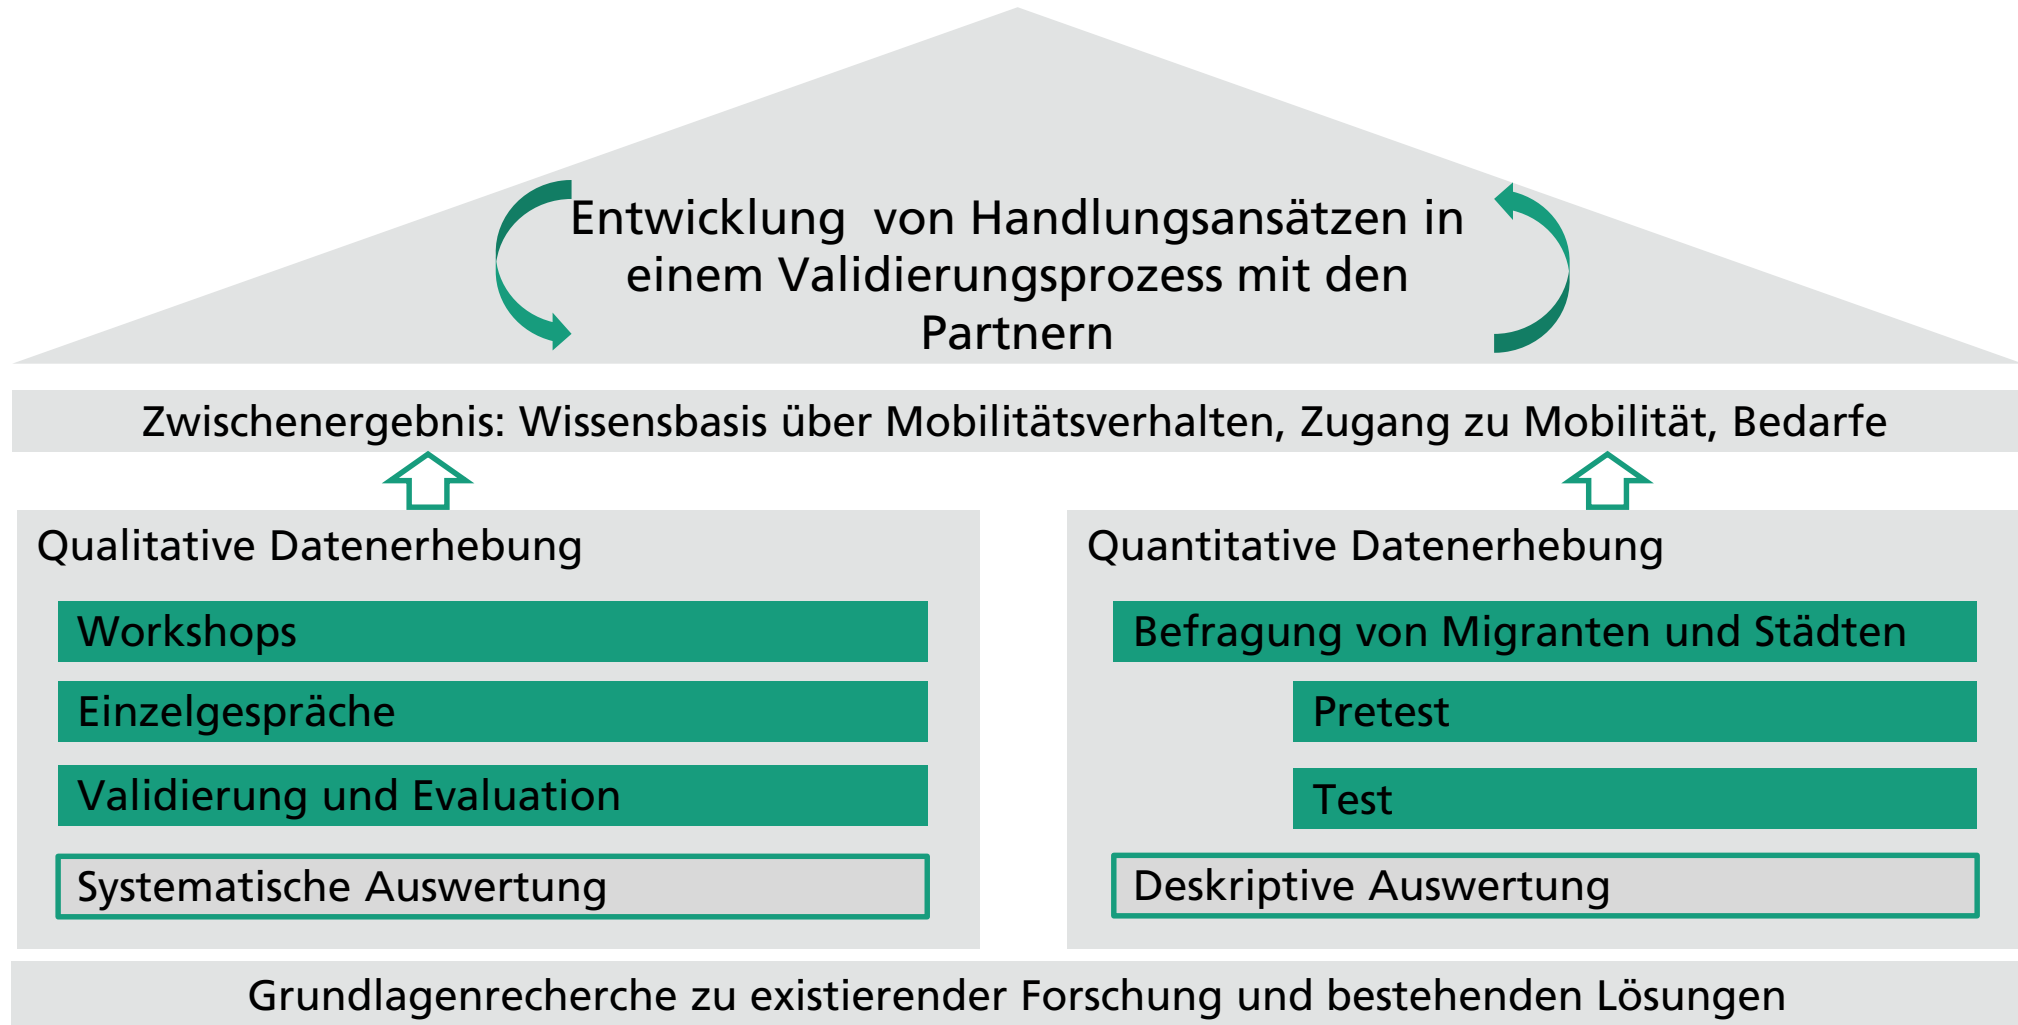 Entwicklung von Handlungsansätzen in
einem Validierungsprozess mit den
Partnern
Zwischenergebnis: Wissensbasis über Mobilitätsverhalten, Zugang zu Mobilität, Bedarfe
Qualitative Datenerhebung
Workshops
Einzelgespräche
Validierung und Evaluation
Systematische Auswertung
Quantitative Datenerhebung
Befragung von Migranten und Städten
Pretest
Test
Deskriptive Auswertung
Grundlagenrecherche zu existierender Forschung und bestehenden Lösungen